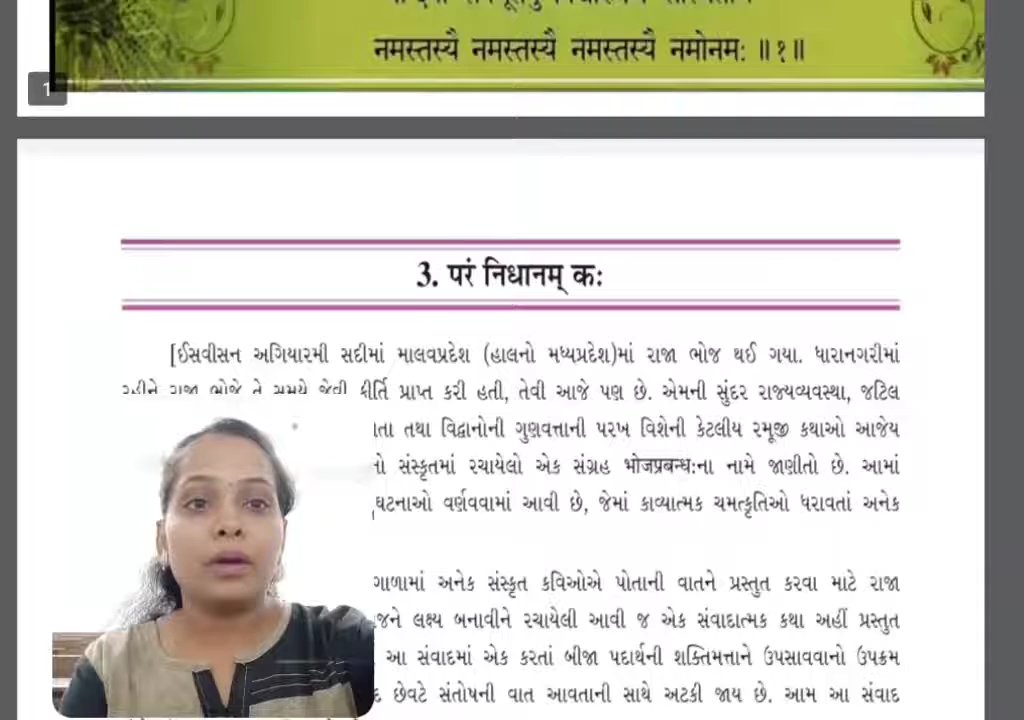 नमस्तस्यै नमस्तस्यै नमस्तस्यै नमोनमः ॥१॥
1
3. परं निधानम् कः
[ઈસવીસન અગિયારમી સદીમાં માલવપ્રદેશ (હાલનો મધ્યપ્રદેશ)માં રાજા ભોજ થઈ ગયા. ધારાનગરીમાં
રહીને રાજા ભોજે તે સમયે જેવી કીર્તિ પ્રાપ્ત કરી હતી, તેવી આજે પણ છે. એમની સુંદર રાજ્યવ્યવસ્થા, જટિલ
તથા વિદ્વાનોની ગુણવત્તાની પરખ વિશેની કેટલીય રમૂજી કથાઓ આજેય
સંસ્કૃતમાં રચાયેલો એક સંગ્રહ भोजप्रबन्धःના નામે જાણીતો છે. આમાં
ઘટનાઓ વર્ણવવામાં આવી છે, જેમાં કાવ્યાત્મક ચમત્કૃતિઓ ધરાવતાં અનેક
ગાળામાં અનેક સંસ્કૃત કવિઓએ પોતાની વાતને પ્રસ્તુત કરવા માટે રાજા
લક્ષ્ય બનાવીને રચાયેલી આવી જ એક સંવાદાત્મક કથા અહીં પ્રસ્તુત
આ સંવાદમાં એક કરતાં બીજા પદાર્થની શક્તિમત્તાને ઉપસાવવાનો ઉપક્રમ
છેવટે સંતોષની વાત આવતાની સાથે અટકી જાય છે. આમ આ સંવાદ